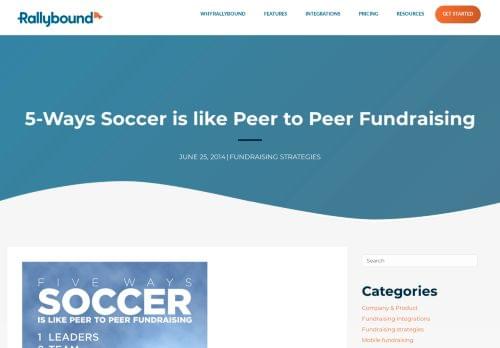 Rallybound
WHY RALLYBOUND FEATURES INTEGRATIONS PRICING RESOURCES GET STARTED
5-Ways Soccer is like Peer to Peer Fundraising
JUNE 25, 2014 | FUNDRAISING STRATEGIES
FIVE WAYS
SOCCER
IS LIKE PEER TO PEER FUNDRAISING
1 LEADERS
2 TEAM
Search
Categories
Company & Product
Fundraising integrations
Fundraising strategies
Mobile fundraising